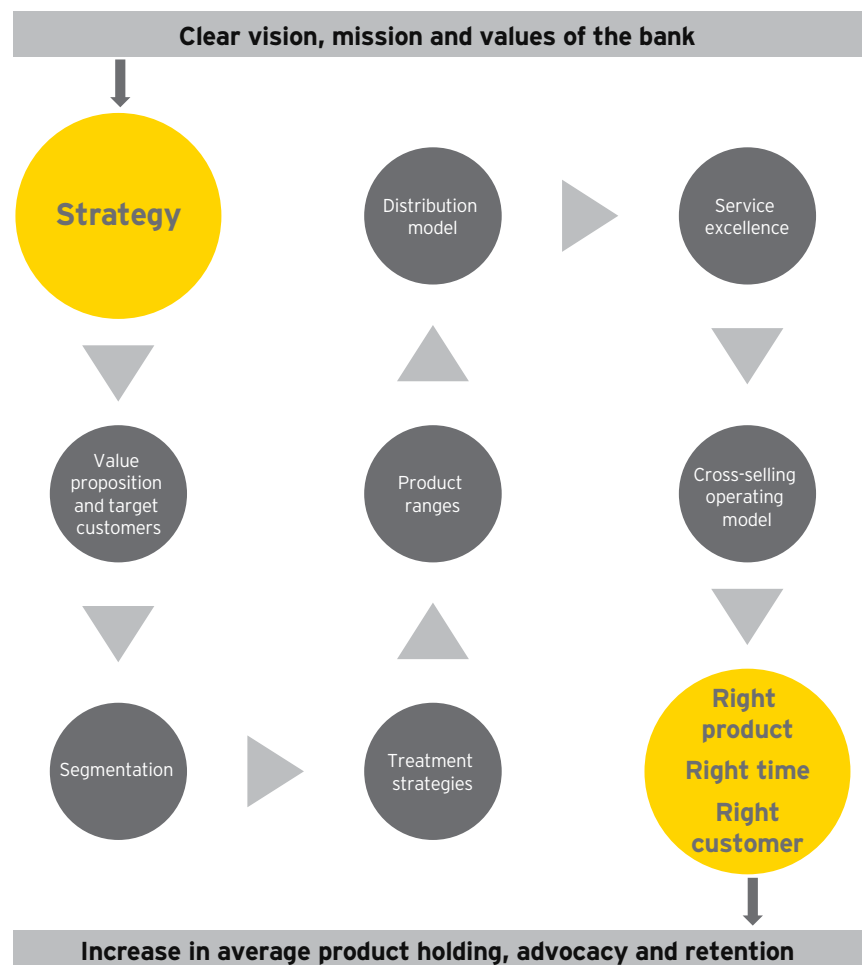 Clear vision, mission and values of the bank
Strategy
Value
proposition
and target
customers
Segmentation
Treatment
strategies
Product
ranges
Distribution
model
Service
excellence
Cross-selling
operating
model
Right
product
Right time
Right
customer
Increase in average product holding, advocacy and retention